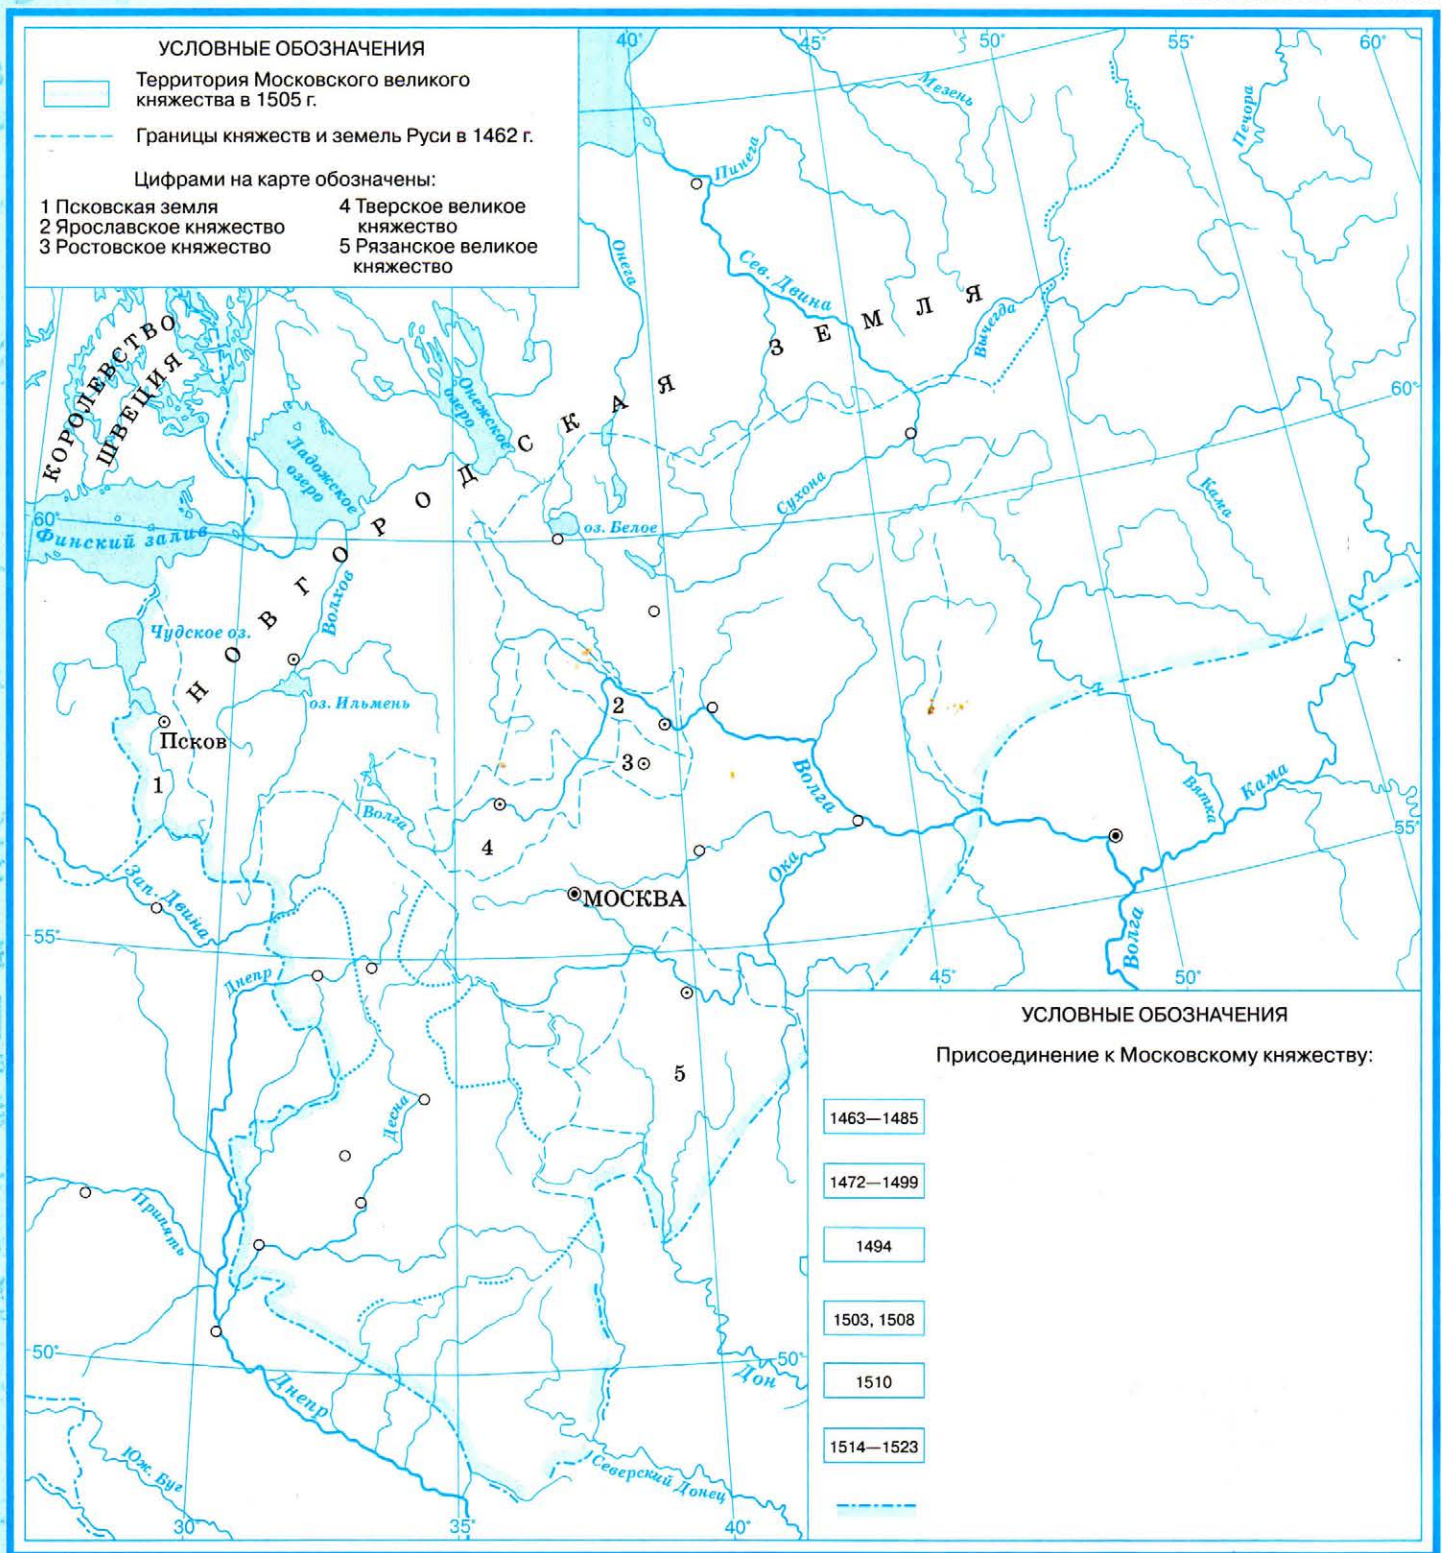 УСЛОВНЫЕ ОБОЗНАЧЕНИЯ
Территория Московского великого
княжества в 1505 г.
Границы княжеств и земель Руси в 1462 г.
Цифрами на карте обозначены:
1 Псковская земля
2 Ярославское княжество
3 Ростовское княжество
4 Тверское великое
княжество
5 Рязанское великое
княжество
40°
45°
50°
55°
60°
Мезень
Печора
Пинега
Онега
Сев. Двина
Вычегда
КОРОЛЕВСТВО
ШВЕЦИЯ
НОВГОРОДСКАЯ ЗЕМЛЯ
Онежское
озеро
Ладожское
озеро
60°
60°
Финский залив
оз. Белое
Сухона
Кама
Волхов
Чудское оз.
оз. Ильмень
Псков
1
2
3
4
Волга
Волга
Вятка
Кама
55°
Ока
МОСКВА
Зап. Двина
55°
Волга
Днепр
45°
50°
5
Десна
Припять
50°
50°
Дон
Днепр
Юж. Буг
Северский Донец
30°
35°
40°
УСЛОВНЫЕ ОБОЗНАЧЕНИЯ
Присоединение к Московскому княжеству:
1463—1485
1472—1499
1494
1503, 1508
1510
1514—1523